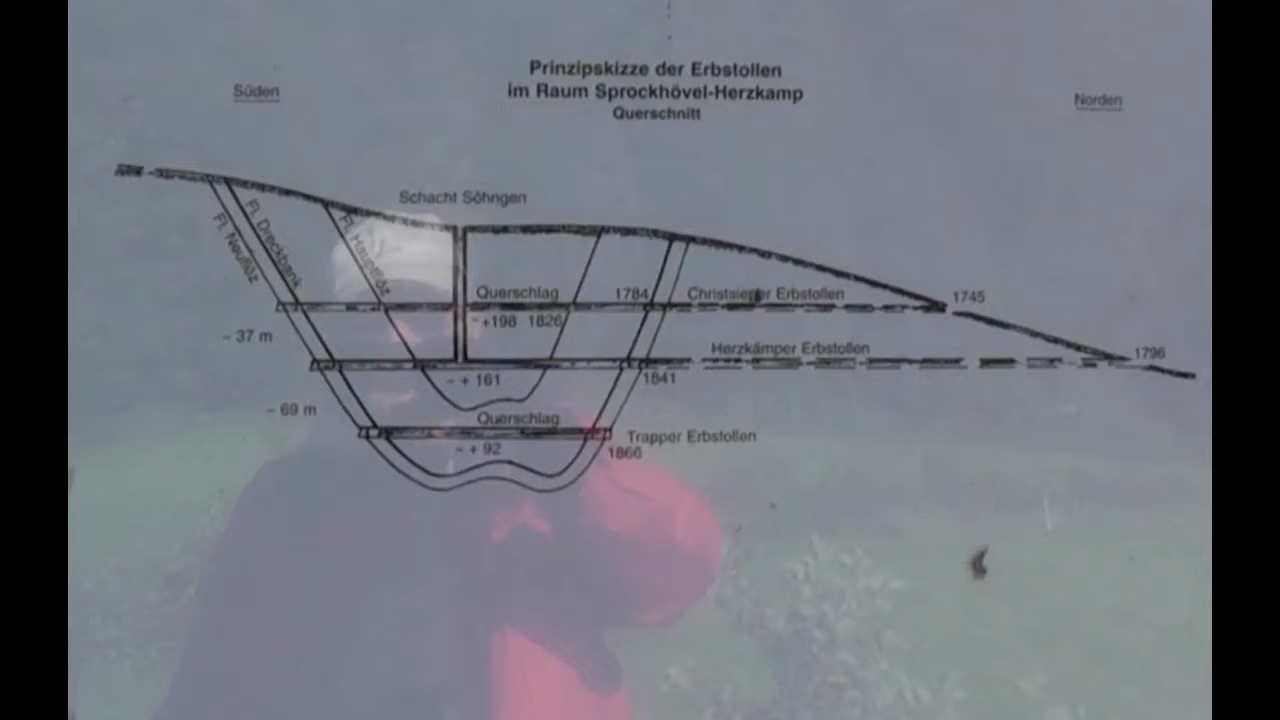 Prinzipskizze der Erbstollen
im Raum Sprockhövel-Herzkamp
Querschnitt
Süden
Norden
Schacht Söhngen
Fl. Neuflöz
Fl. Dreckbank
Fl. Hauptflöz
Querschlag
1784
Christsieper Erbstollen
1745
~ +198
1826
~ 37 m
Herzkämper Erbstollen
1796
~ + 161
1841
~ 69 m
Querschlag
Trapper Erbstollen
~ + 92
1866